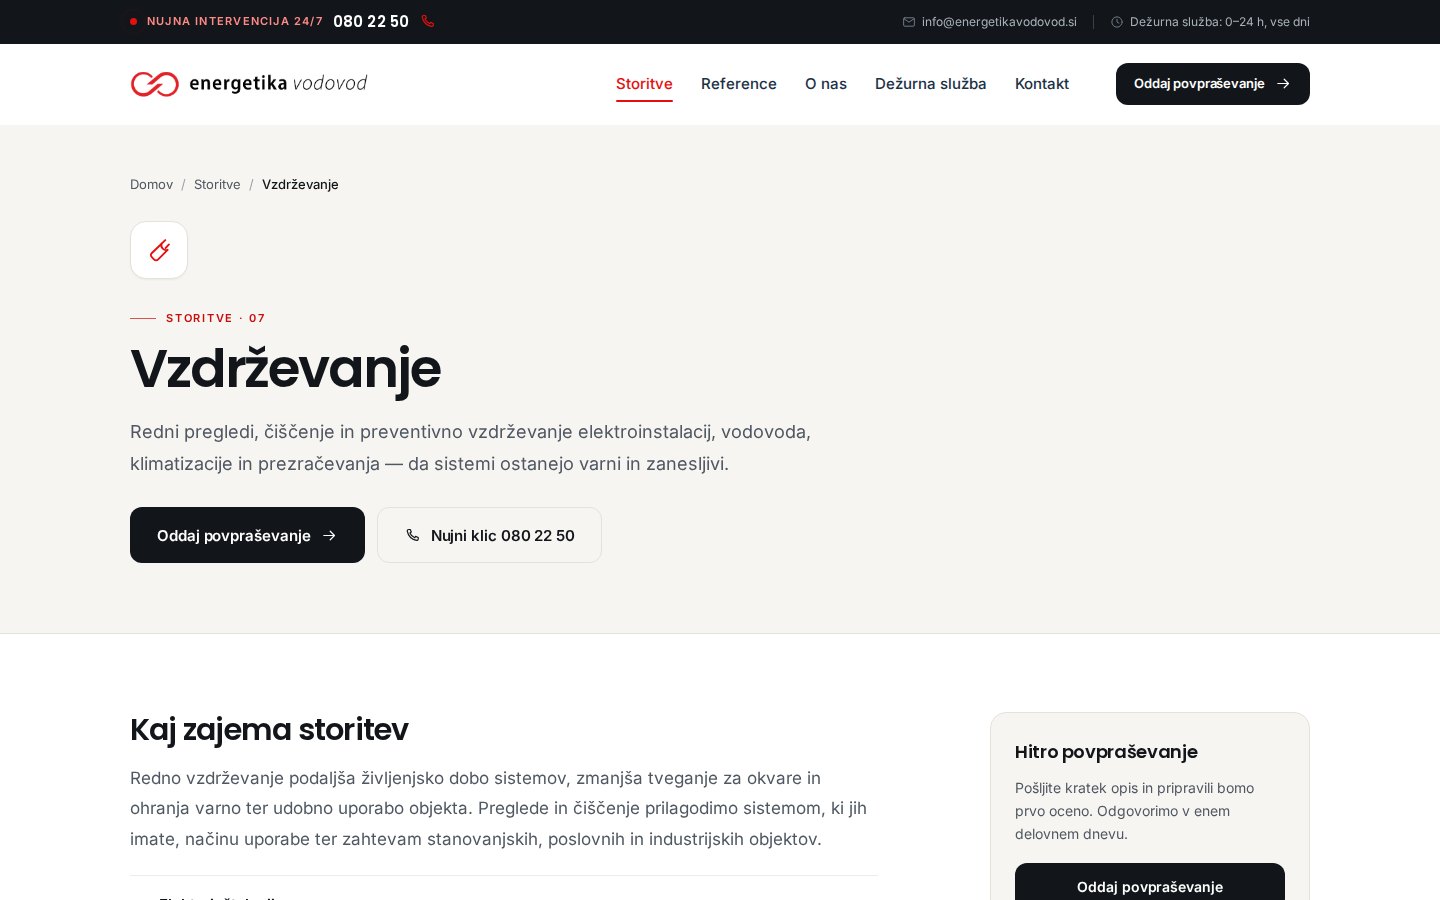 NUJNA INTERVENCIJA 24/7 080 22 50
info@energetikavodovod.si
Dežurna služba: 0–24 h, vse dni
energetika vodovod
Storitve
Reference
O nas
Dežurna služba
Kontakt
Oddaj povpraševanje
Domov / Storitve / Vzdrževanje
STORITVE · 07
Vzdrževanje
Redni pregledi, čiščenje in preventivno vzdrževanje elektroinstalacij, vodovoda,
klimatizacije in prezračevanja — da sistemi ostanejo varni in zanesljivi.
Oddaj povpraševanje
Nujni klic 080 22 50
Kaj zajema storitev
Redno vzdrževanje podaljša življenjsko dobo sistemov, zmanjša tveganje za okvare in
ohranja varno ter udobno uporabo objekta. Preglede in čiščenje prilagodimo sistemom, ki jih
imate, načinu uporabe ter zahtevam stanovanjskih, poslovnih in industrijskih objektov.
Hitro povpraševanje
Pošljite kratek opis in pripravili bomo
prvo oceno. Odgovorimo v enem
delovnem dnevu.
Oddaj povpraševanje